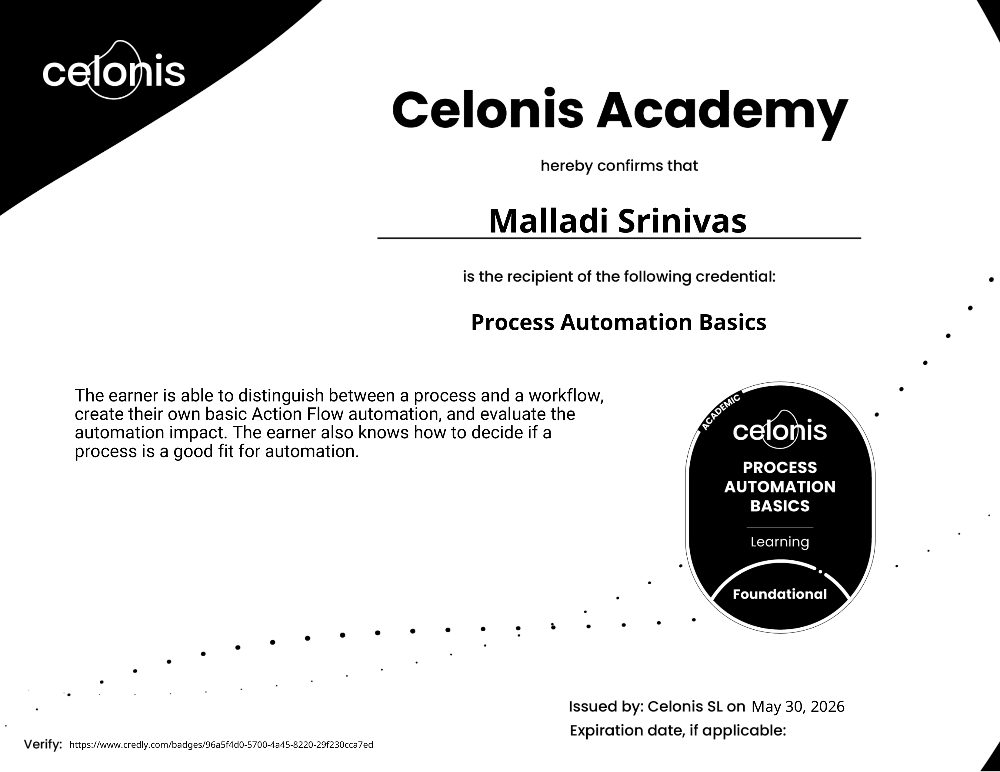 celonis
Celonis Academy
hereby confirms that
Malladi Srinivas
is the recipient of the following credential:
Process Automation Basics
The earner is able to distinguish between a process and a workflow,
create their own basic Action Flow automation, and evaluate the
automation impact. The earner also knows how to decide if a
process is a good fit for automation.
ACADEMIC
celonis
PROCESS
AUTOMATION
BASICS
Learning
Foundational
Issued by: Celonis SL on May 30, 2026
Expiration date, if applicable:
Verify: https://www.credly.com/badges/96a5f4d0-5700-4a45-8220-29f230cca7ed